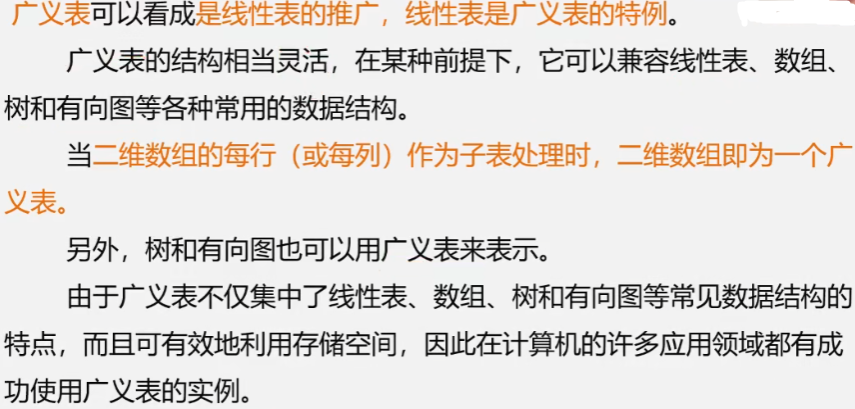 广义表可以看成是线性表的推广，线性表是广义表的特例。
广义表的结构相当灵活，在某种前提下，它可以兼容线性表、数组、
树和有向图等各种常用的数据结构。
当二维数组的每行（或每列）作为子表处理时，二维数组即为一个广
义表。
另外，树和有向图也可以用广义表来表示。
由于广义表不仅集中了线性表、数组、树和有向图等常见数据结构的
特点，而且可有效地利用存储空间，因此在计算机的许多应用领域都有成
功使用广义表的实例。